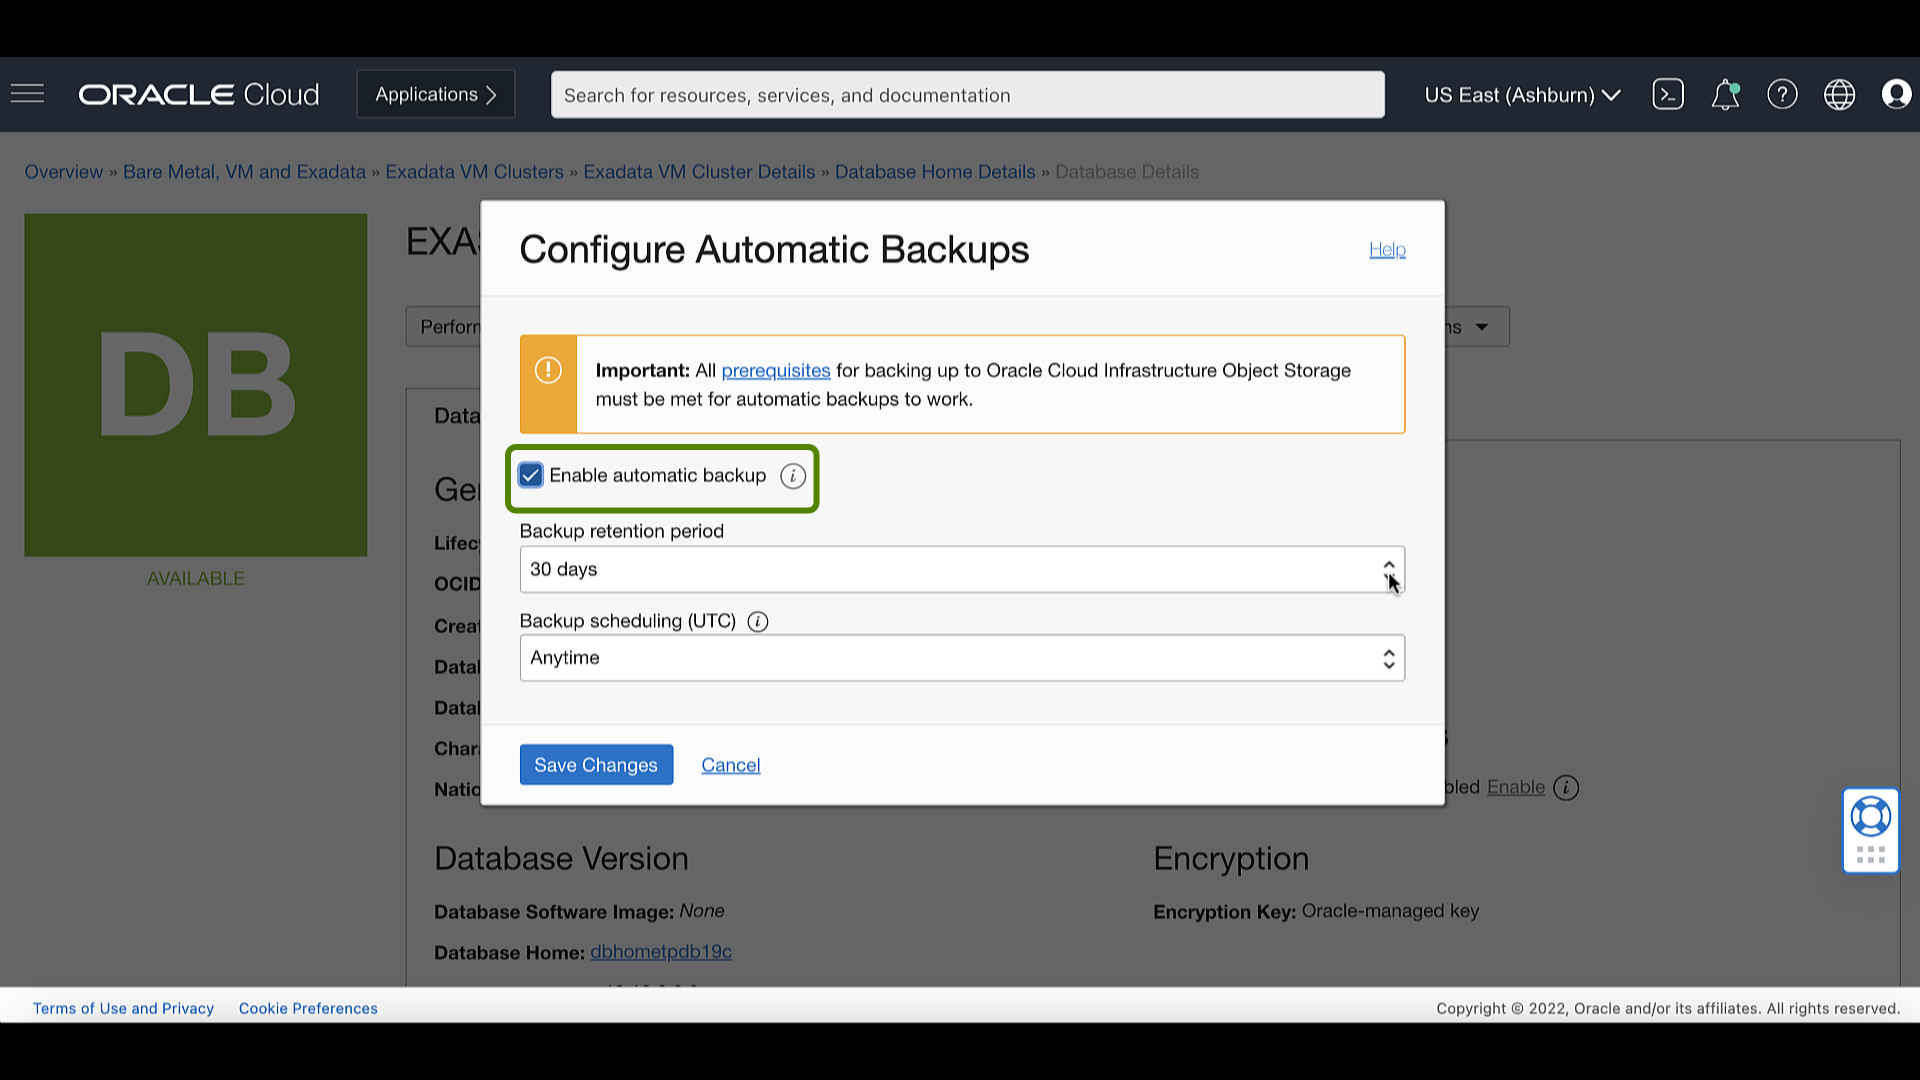 ORACLE Cloud
Applications
Search for resources, services, and documentation
US East (Ashburn)
Overview » Bare Metal, VM and Exadata » Exadata VM Clusters » Exadata VM Cluster Details » Database Home Details » Database Details
DB
AVAILABLE
EXA
Configure Automatic Backups
Help
Perforn
ns
Important: All prerequisites for backing up to Oracle Cloud Infrastructure Object Storage
must be met for automatic backups to work.
Data
Enable automatic backup
Ge
Backup retention period
Lifec
30 days
OCID
Backup scheduling (UTC)
Crea
Anytime
Data
Data
Char
Save Changes
Cancel
Natio
bled Enable
Database Version
Encryption
Database Software Image: None
Encryption Key: Oracle-managed key
Database Home: dbhometpdb19c
Terms of Use and Privacy
Cookie Preferences
Copyright © 2022, Oracle and/or its affiliates. All rights reserved.